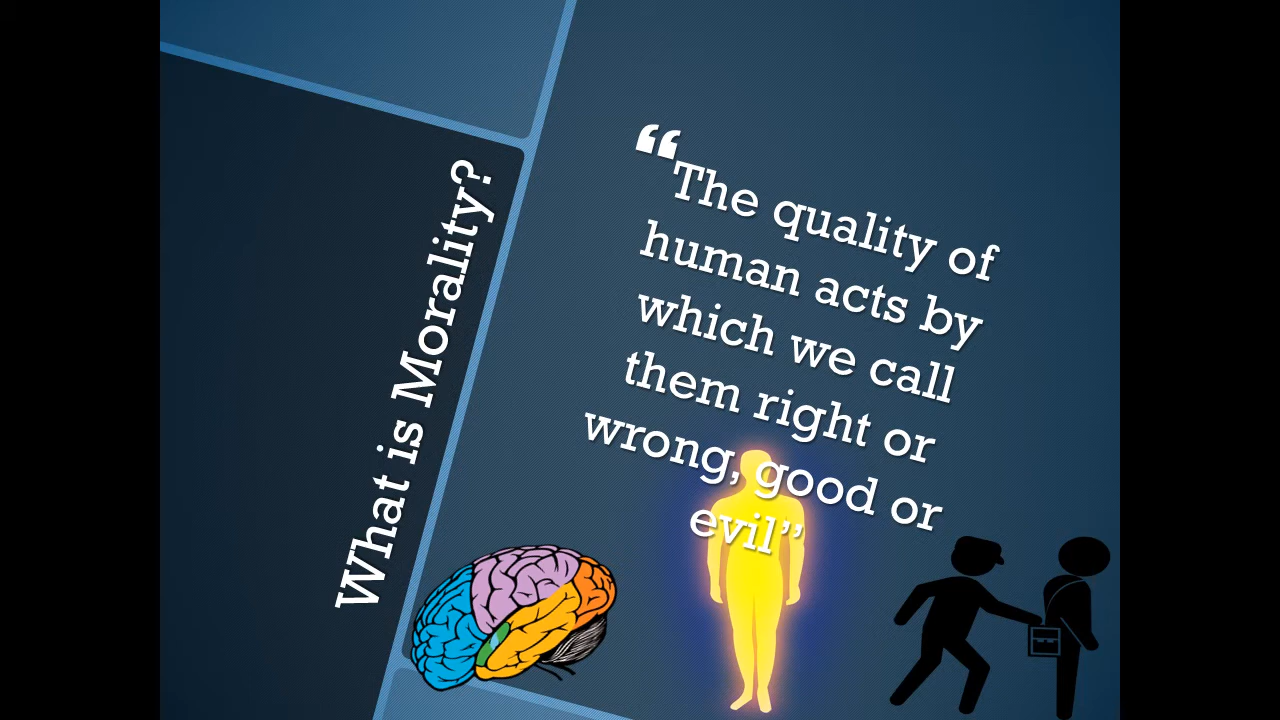 What is Morality?
“The quality of
human acts by
which we call
them right or
wrong, good or
evil”